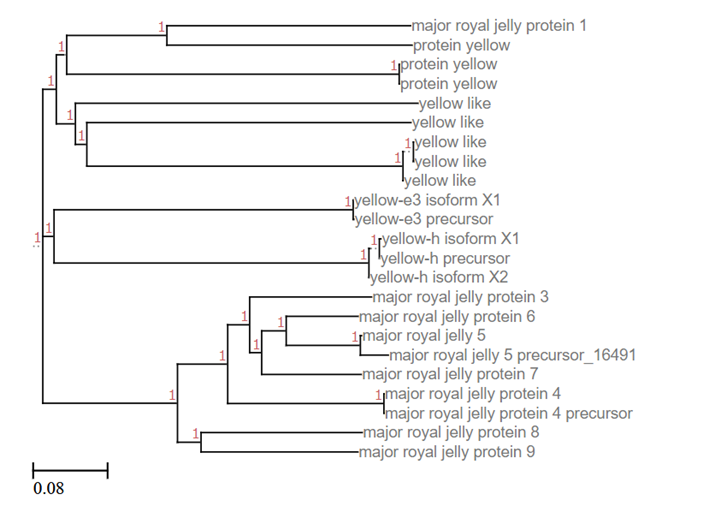 1 major royal jelly protein 1
1 protein yellow
1 protein yellow
1 protein yellow
1 yellow like
1 yellow like
1 yellow like
1 yellow like
1 yellow like
1 yellow-e3 isoform X1
1 yellow-e3 precursor
1 1 yellow-h isoform X1
1 yellow-h precursor
yellow-h isoform X2
major royal jelly protein 3
1 1 major royal jelly protein 6
1 major royal jelly 5
1 1 major royal jelly 5 precursor_16491
major royal jelly protein 7
1 1 major royal jelly protein 4
major royal jelly protein 4 precursor
1 major royal jelly protein 8
major royal jelly protein 9
0.08